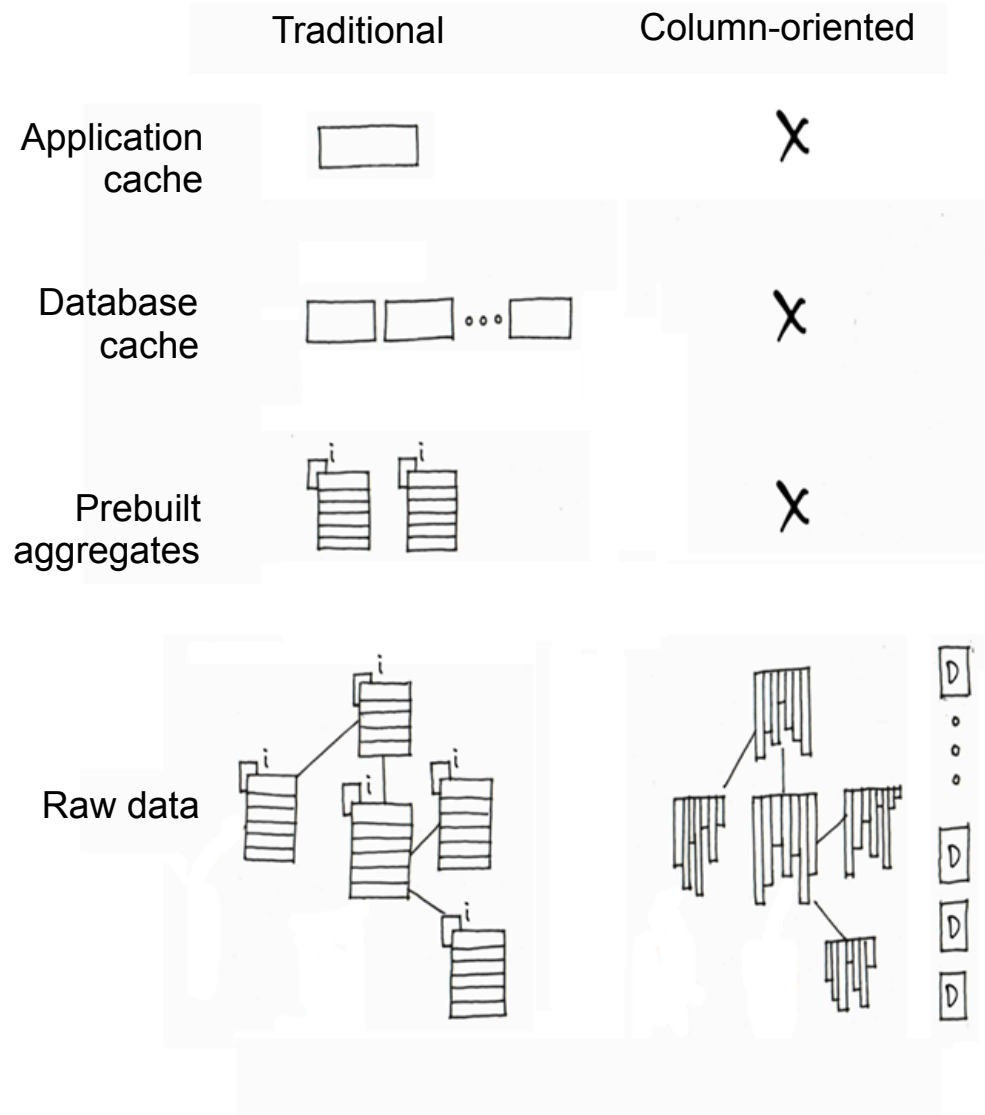 Traditional
Column-oriented
Application
cache
X
Database
cache
X
i
i
Prebuilt
aggregates
X
i
D
i
i
i
Raw data
D
i
D
D